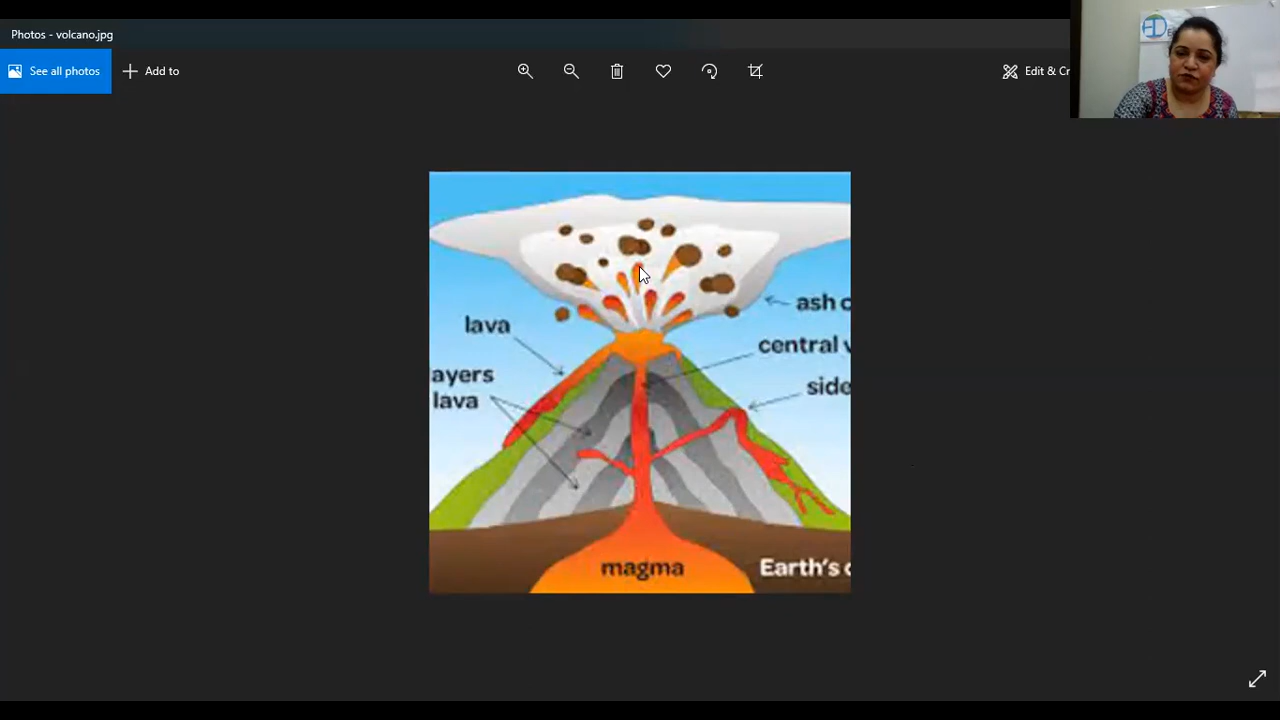 Photos - volcano.jpg
See all photos
Add to
Edit & Cr
lava
ash c
central v
ayers
lava
side
magma
Earth's c